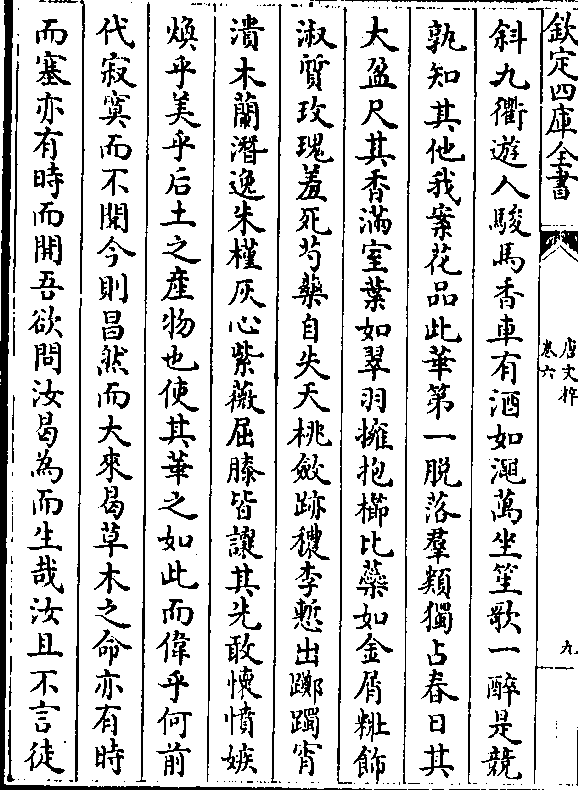 欽定四庫全書
唐文粹
卷六
九
斜九衢遊人駿馬香車有酒如澠萬坐笙歌一醉是競
孰知其他我案花品此華第一脱落羣類獨占春日其
大盈尺其香滿室葉如翠羽擁抱櫛比蘂如金屑粃飾
淑質玫瑰羞死芍藥自失夭桃斂跡穠李慙出躑躅宵
潰木蘭潛逸朱槿灰心紫薇屈膝皆讓其先敢懷憤嫉
煥乎美乎后土之産物也使其華之如此而偉乎何前
代寂寞而不聞今則昌然而大來曷草木之命亦有時
而塞亦有時而開吾欲問汝曷為而生哉汝且不言徒